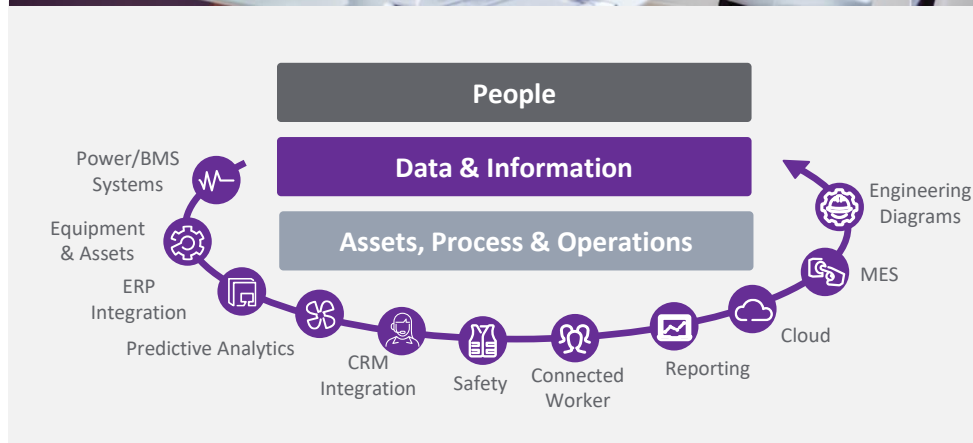 People
Data & Information
Assets, Process & Operations
Power/BMS
Systems
Equipment
& Assets
ERP
Integration
Predictive Analytics
CRM
Integration
Safety
Connected
Worker
Reporting
Cloud
MES
Engineering
Diagrams